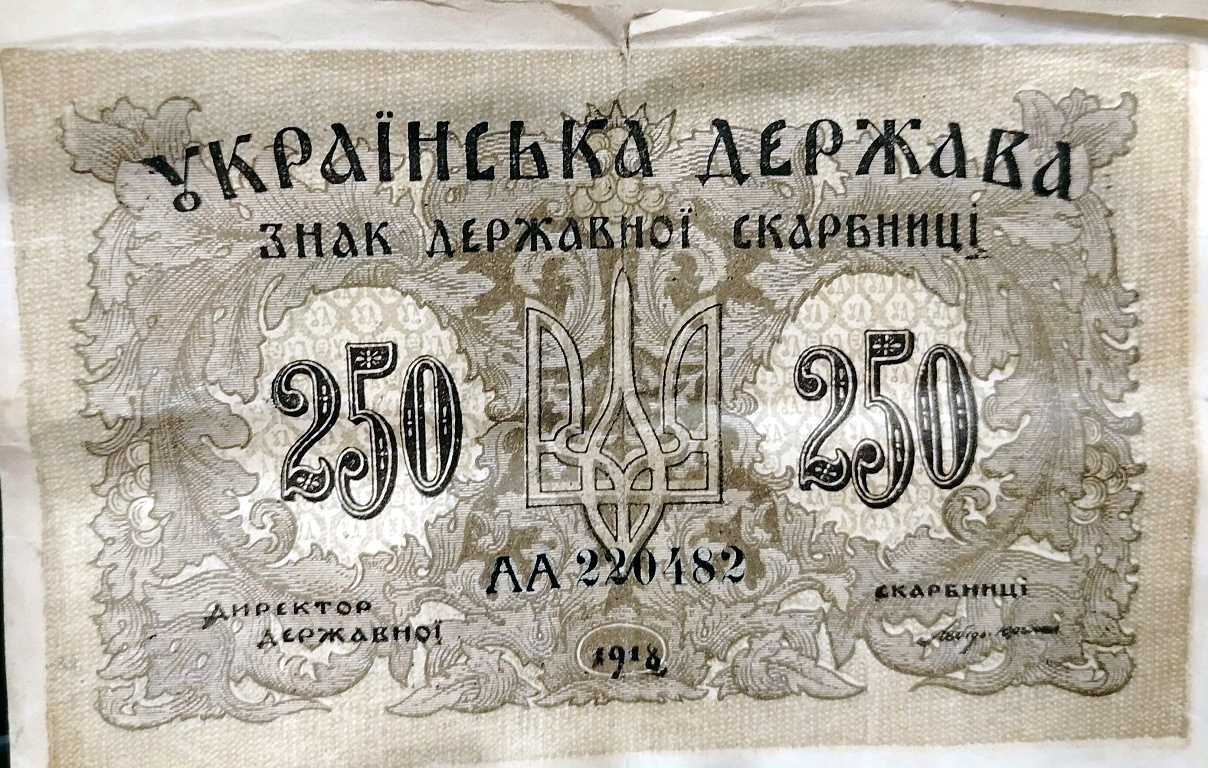 УКРАЇНСЬКА ДЕРЖАВА
ЗНАК ДЕРЖАВНОЇ СКАРБНИЦІ
250 250
АА 220482
ДИРЕКТОР
ДЕРЖАВНОЇ
СКАРБНИЦІ
1918